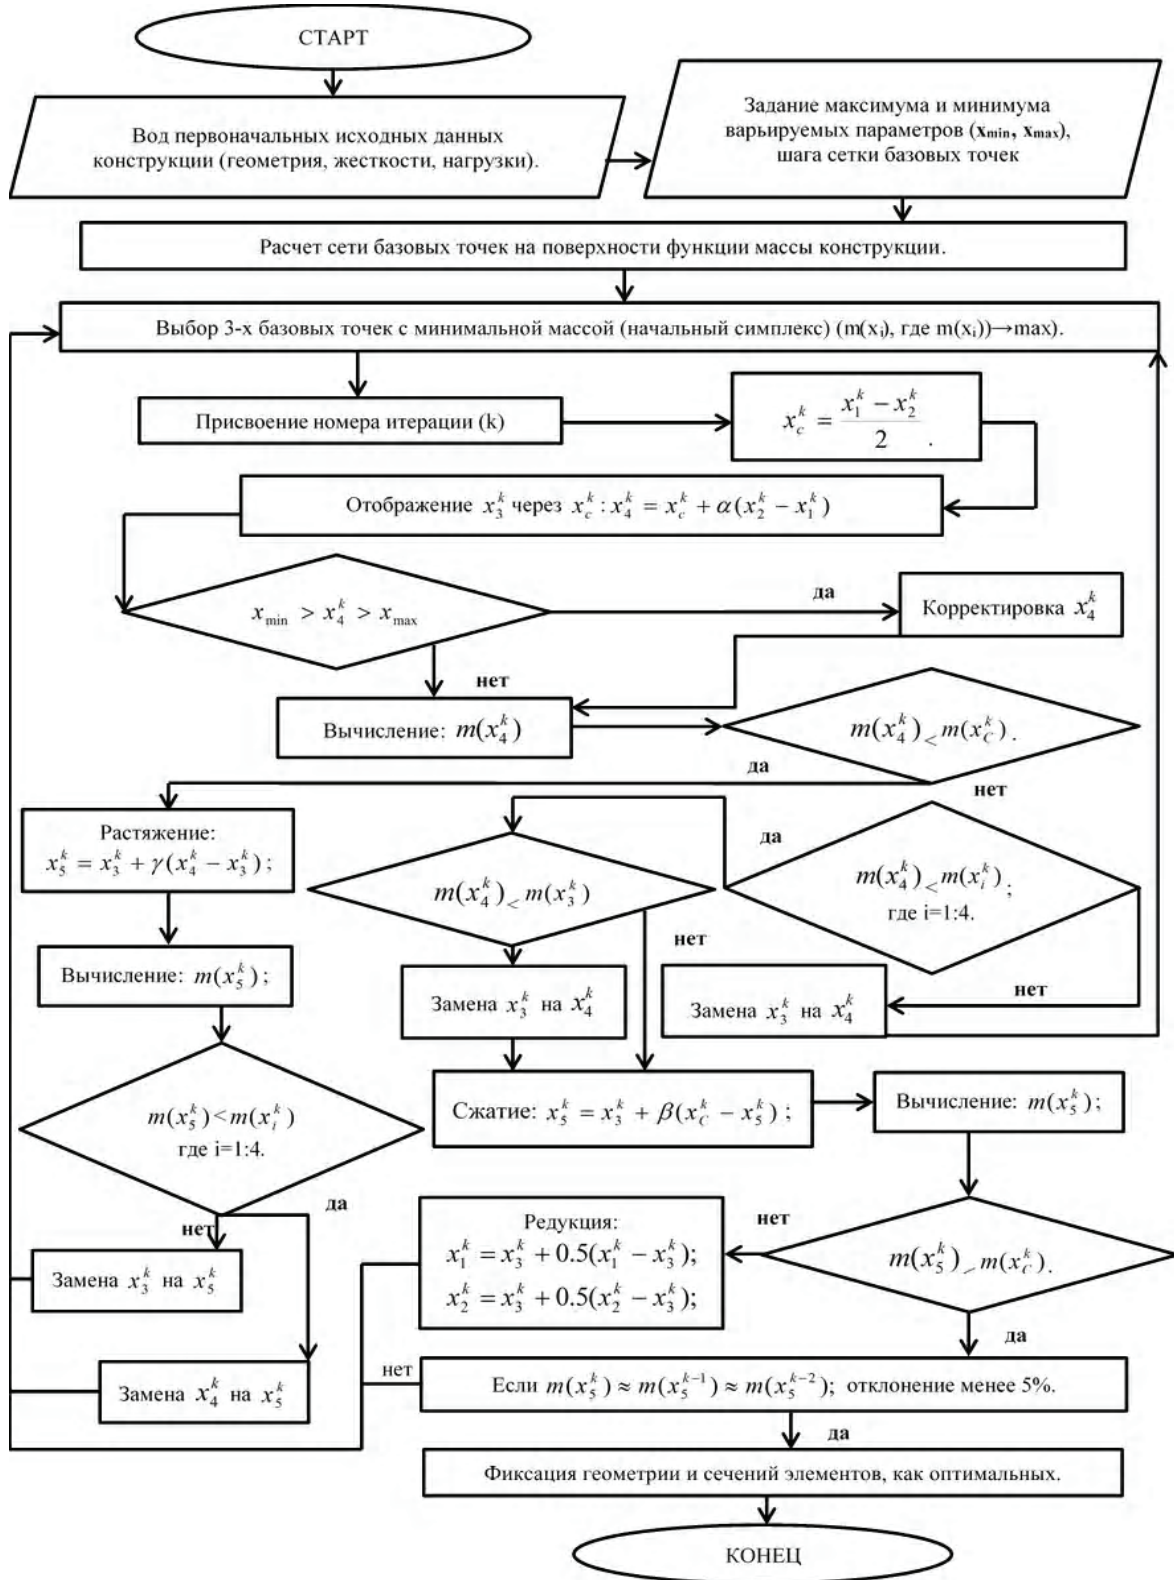 СТАРТ
Вод первоначальных исходных данных
конструкции (геометрия, жесткости, нагрузки).
Задание максимума и минимума
варьируемых параметров (x_min, x_max),
шага сетки базовых точек
Расчет сети базовых точек на поверхности функции массы конструкции.
Выбор 3-х базовых точек с минимальной массой (начальный симплекс) (m(x_i), где m(x_i))→max).
Присвоение номера итерации (k)
x_c^k = (x_1^k − x_2^k)/2 .
Отображение x_3^k через x_c^k : x_4^k = x_c^k + α(x_2^k − x_1^k)
x_min > x_4^k > x_max
да
Корректировка x_4^k
нет
Вычисление: m(x_4^k)
m(x_4^k) < m(x_C^k) .
да
нет
Растяжение:
x_5^k = x_3^k + γ(x_4^k − x_3^k) ;
m(x_4^k) < m(x_3^k)
да
m(x_4^k) < m(x_i^k) ;
где i=1:4.
нет
нет
Вычисление: m(x_5^k) ;
Замена x_3^k на x_4^k
Замена x_3^k на x_4^k
m(x_5^k) < m(x_i^k)
где i=1:4.
Сжатие: x_5^k = x_3^k + β(x_C^k − x_5^k) ;
Вычисление: m(x_5^k) ;
да
нет
Замена x_3^k на x_5^k
Редукция:
x_1^k = x_3^k + 0.5(x_1^k − x_3^k);
x_2^k = x_3^k + 0.5(x_2^k − x_3^k);
нет
m(x_5^k) < m(x_C^k) .
да
Замена x_4^k на x_5^k
нет
Если m(x_5^k) ≈ m(x_5^{k−1}) ≈ m(x_5^{k−2}); отклонение менее 5%.
да
Фиксация геометрии и сечений элементов, как оптимальных.
КОНЕЦ